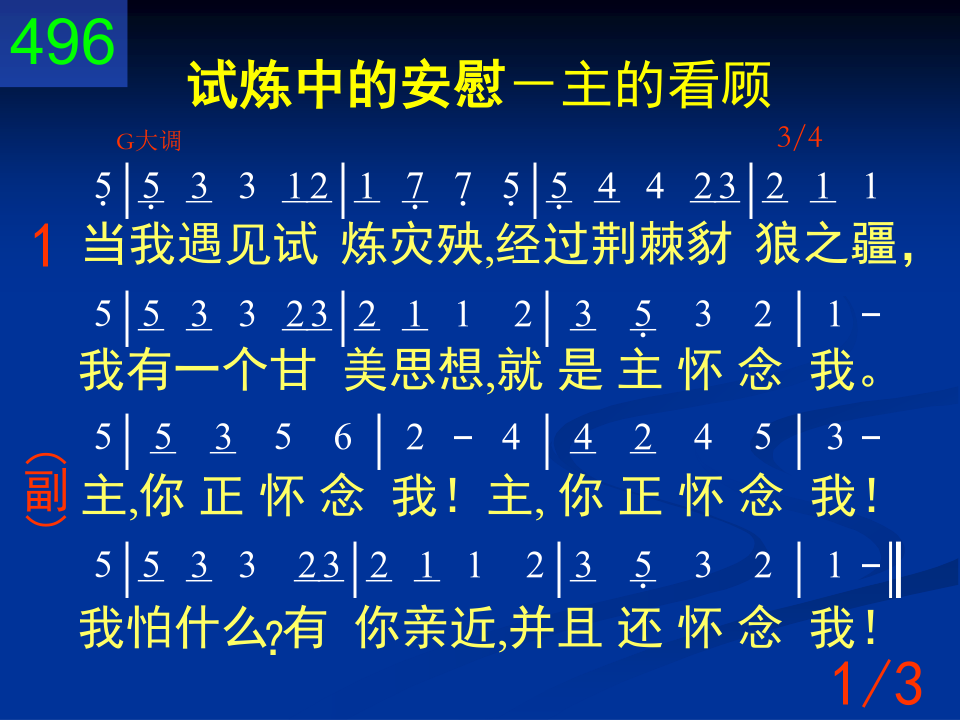 496
试炼中的安慰－主的看顾
G大调 3/4
5̣|5̣ 3 3 12|1 7̣ 7̣ 5̣|5̣ 4 4 23|2 1 1
1 当我遇见试 炼灾殃,经过荆棘豺 狼之疆，
5|5 3 3 23|2 1 1 2|3 5̣ 3 2|1 -
我有一个甘 美思想,就 是 主 怀 念 我。
5|5 3 5 6|2 - 4|4 2 4 5|3 -
（副） 主,你 正 怀 念 我！主, 你 正 怀 念 我！
5|5 3 3 23|2 1 1 2|3 5̣ 3 2|1 -‖
我怕什么?有 你亲近,并且 还 怀 念 我！
1/3